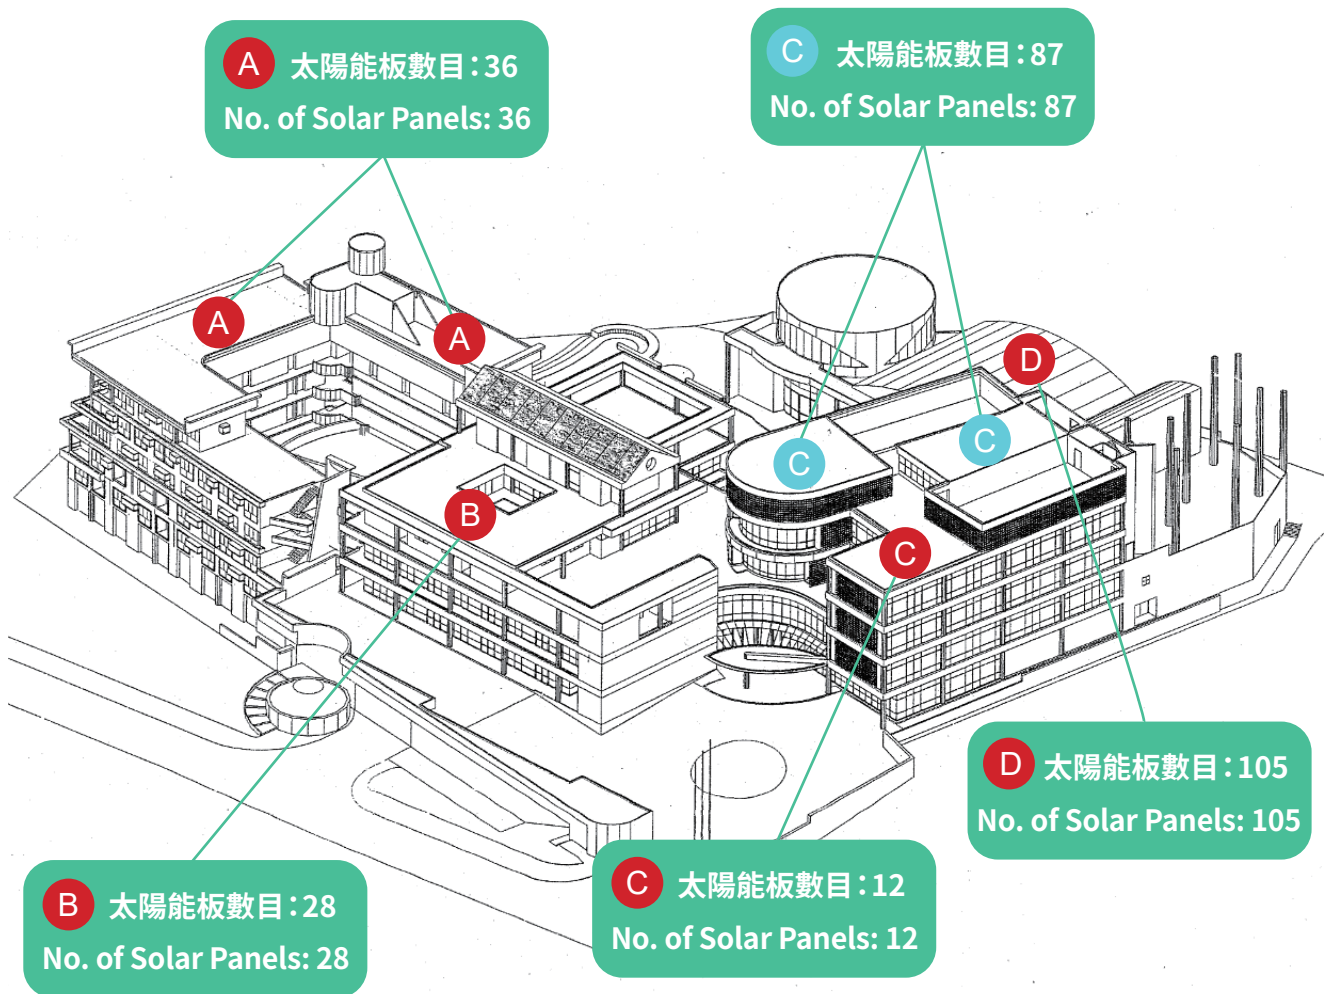 A 太陽能板數目：36
No. of Solar Panels: 36
C 太陽能板數目：87
No. of Solar Panels: 87
A
A
D
C
C
B
C
D 太陽能板數目：105
No. of Solar Panels: 105
C 太陽能板數目：12
No. of Solar Panels: 12
B 太陽能板數目：28
No. of Solar Panels: 28